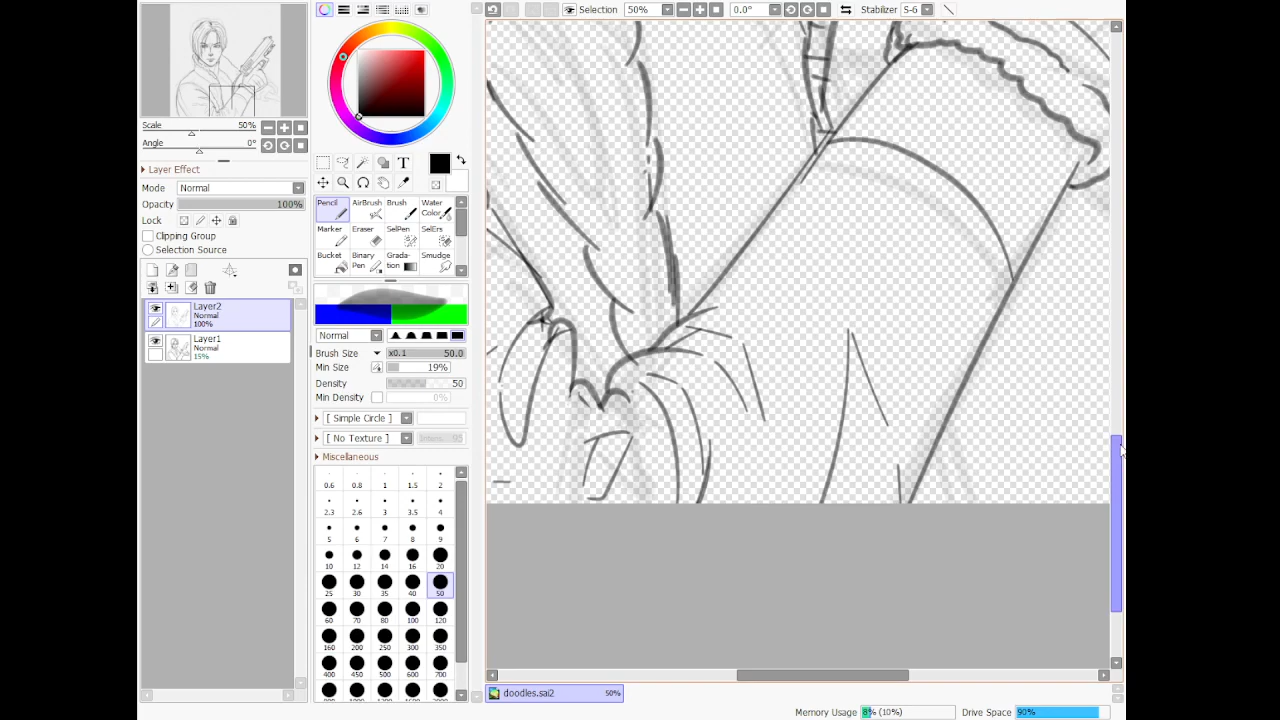 Selection 50% 0.0° Stabilizer S-6
Scale 50%
Angle 0°
Layer Effect
Mode Normal
Opacity 100%
Lock
Clipping Group
Selection Source
Layer2
Normal
100%
Layer1
Normal
15%
T
Pencil AirBrush Brush Water Color
Marker Eraser SelPen SelErs
Bucket Binary Pen Grada-tion Smudge
Normal
Brush Size x0.1 50.0
Min Size 19%
Density 50
Min Density 0%
[ Simple Circle ]
[ No Texture ] Intens. 95
Miscellaneous
0.6 0.8 1 1.5 2
2.3 2.6 3 3.5 4
5 6 7 8 9
10 12 14 16 20
25 30 35 40 50
60 70 80 100 120
160 200 250 300 350
400 450 500 600 700
doodles.sai2 50%
Memory Usage 8% (10%) Drive Space 90%